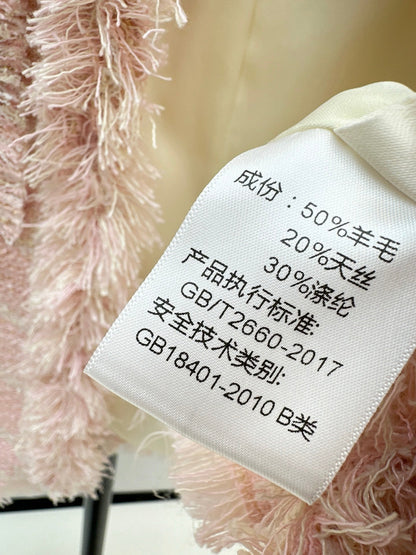 成份：50%羊毛
20%天丝
30%涤纶
产品执行标准:
GB/T2660-2017
安全技术类别:
GB18401-2010 B类